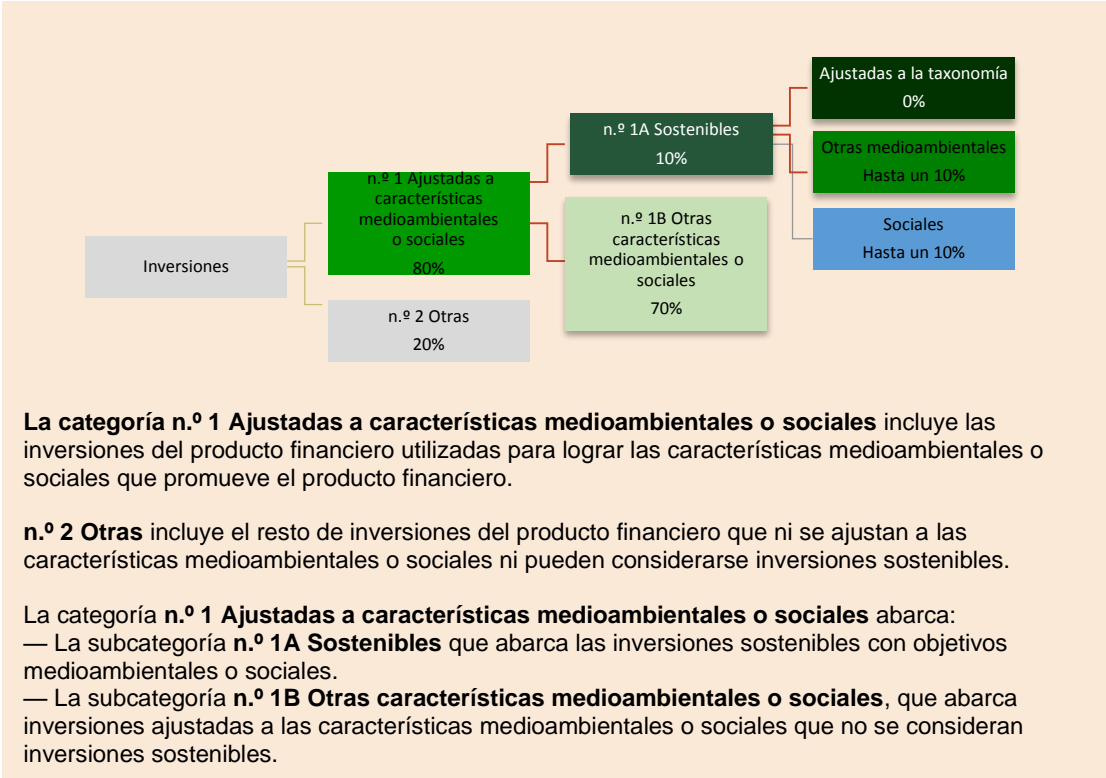 Inversiones
n.º 1 Ajustadas a
características
medioambientales
o sociales
80%
n.º 2 Otras
20%
n.º 1A Sostenibles
10%
n.º 1B Otras
características
medioambientales o
sociales
70%
Ajustadas a la taxonomía
0%
Otras medioambientales
Hasta un 10%
Sociales
Hasta un 10%
La categoría n.º 1 Ajustadas a características medioambientales o sociales incluye las
inversiones del producto financiero utilizadas para lograr las características medioambientales o
sociales que promueve el producto financiero.
n.º 2 Otras incluye el resto de inversiones del producto financiero que ni se ajustan a las
características medioambientales o sociales ni pueden considerarse inversiones sostenibles.
La categoría n.º 1 Ajustadas a características medioambientales o sociales abarca:
— La subcategoría n.º 1A Sostenibles que abarca las inversiones sostenibles con objetivos
medioambientales o sociales.
— La subcategoría n.º 1B Otras características medioambientales o sociales, que abarca
inversiones ajustadas a las características medioambientales o sociales que no se consideran
inversiones sostenibles.